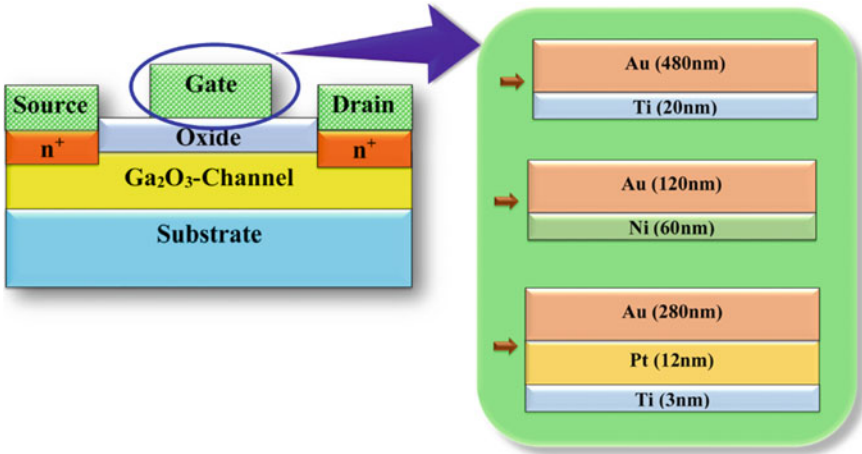 Source
Gate
Drain
n⁺
Oxide
n⁺
Ga₂O₃-Channel
Substrate
Au (480nm)
Ti (20nm)
Au (120nm)
Ni (60nm)
Au (280nm)
Pt (12nm)
Ti (3nm)